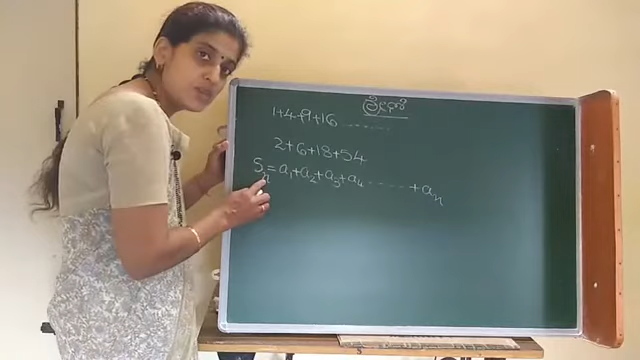 ಶ್ರೇಢಿ
1+4+9+16 ........
2+6+18+54
Sn = a1+a2+a3+a4 ..... + an